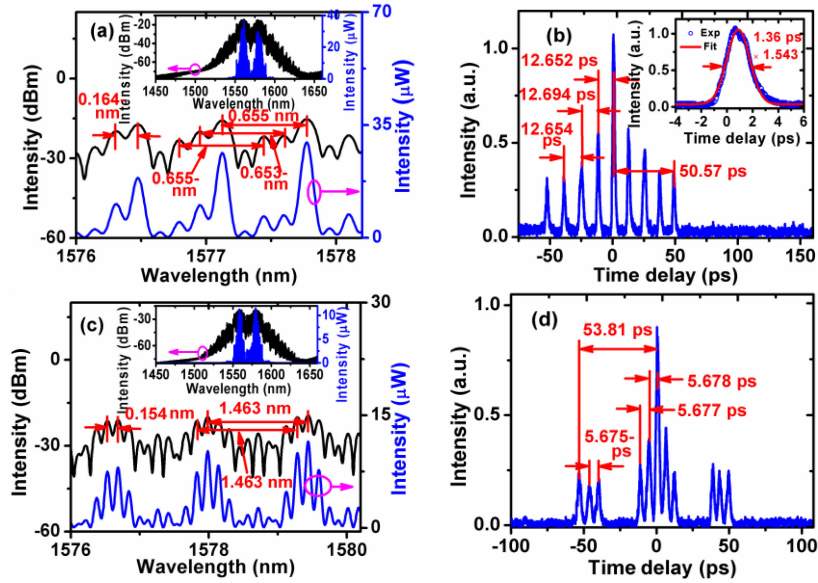 (a)
Intensity (dBm)
0
-30
-60
1576
1577
1578
Wavelength (nm)
Intensity (μW)
70
35
0
0.164
nm
0.655 nm
0.655-
nm
0.653-
nm
Intensity (dBm)
-20
-40
-60
1450
1500
1550
1600
1650
Wavelength (nm)
Intensity (μW)
40
20
0
(b)
Intensity (a.u.)
1.0
0.5
0.0
-50
0
50
100
150
Time delay (ps)
12.652 ps
12.694 ps
12.654
ps
50.57 ps
Intensity (a.u.)
1.0
0.5
0.0
Exp
Fit
1.36 ps
× 1.543
-4
-2
0
2
4
6
Time delay (ps)
(c)
Intensity (dBm)
0
-30
-60
1576
1578
1580
Wavelength (nm)
Intensity (μW)
30
15
0
0.154 nm
1.463 nm
1.463 nm
Intensity (dBm)
-30
-60
1450
1500
1550
1600
1650
Wavelength (nm)
Intensity (μW)
10
5
0
(d)
Intensity (a.u.)
1.0
0.5
0.0
-100
-50
0
50
100
Time delay (ps)
53.81 ps
5.678 ps
5.677 ps
5.675-
ps